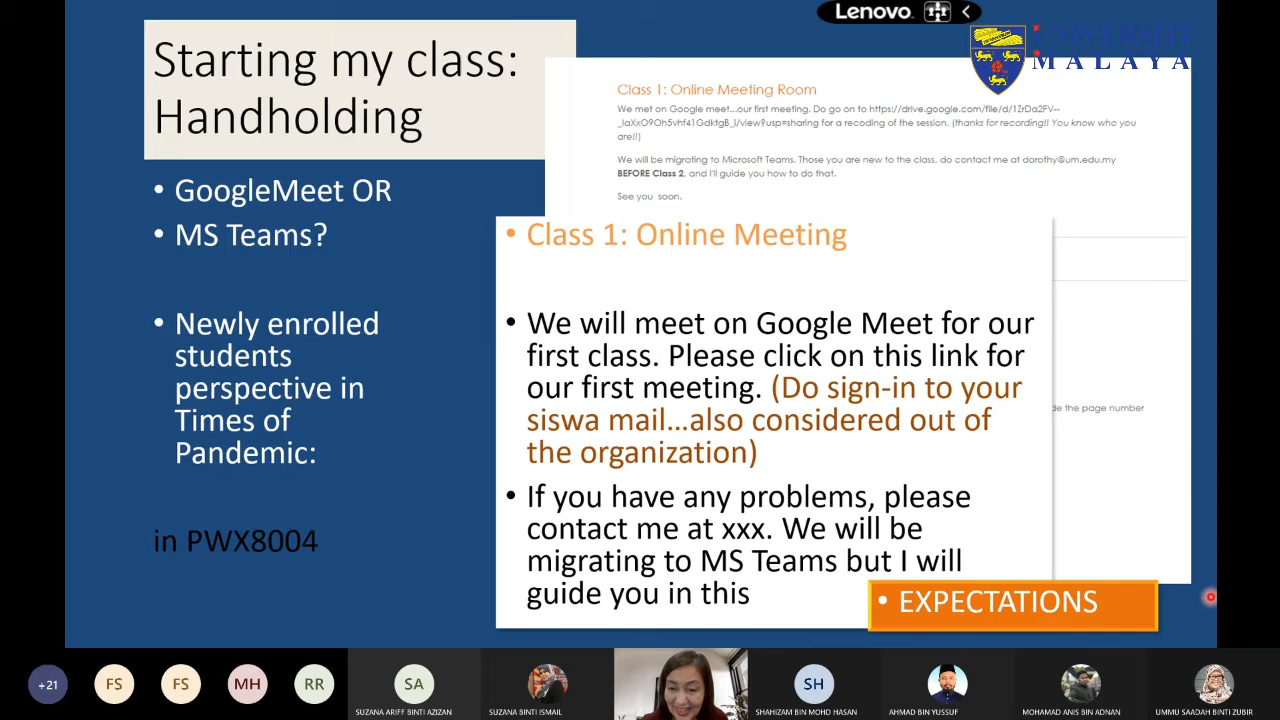 Lenovo
UNIVERSITI
MALAYA
Starting my class:
Handholding
Class 1: Online Meeting Room
We met on Google meet...our first meeting. Do go on to https://drive.google.com/file/d/1ZrDa2FV--
_IaXxO9Oh5vhf41GdktgB_l/view?usp=sharing for a recoding of the session. (thanks for recording!! You know who you
are!!)
We will be migrating to Microsoft Teams. Those you are new to the class, do contact me at dorothy@um.edu.my
BEFORE Class 2, and I'll guide you how to do that.
See you soon.
• GoogleMeet OR
• MS Teams?
• Newly enrolled
students
perspective in
Times of
Pandemic:
in PWX8004
• Class 1: Online Meeting
• We will meet on Google Meet for our
first class. Please click on this link for
our first meeting. (Do sign-in to your
siswa mail...also considered out of
the organization)
• If you have any problems, please
contact me at xxx. We will be
migrating to MS Teams but I will
guide you in this
de the page number
• EXPECTATIONS
+21
FS
FS
MH
RR
SA
SUZANA ARIFF BINTI AZIZAN
SUZANA BINTI ISMAIL
SH
SHAHIZAM BIN MOHD HASAN
AHMAD BIN YUSSUF
MOHAMAD ANIS BIN ADNAN
UMMU SAADAH BINTI ZUBIR